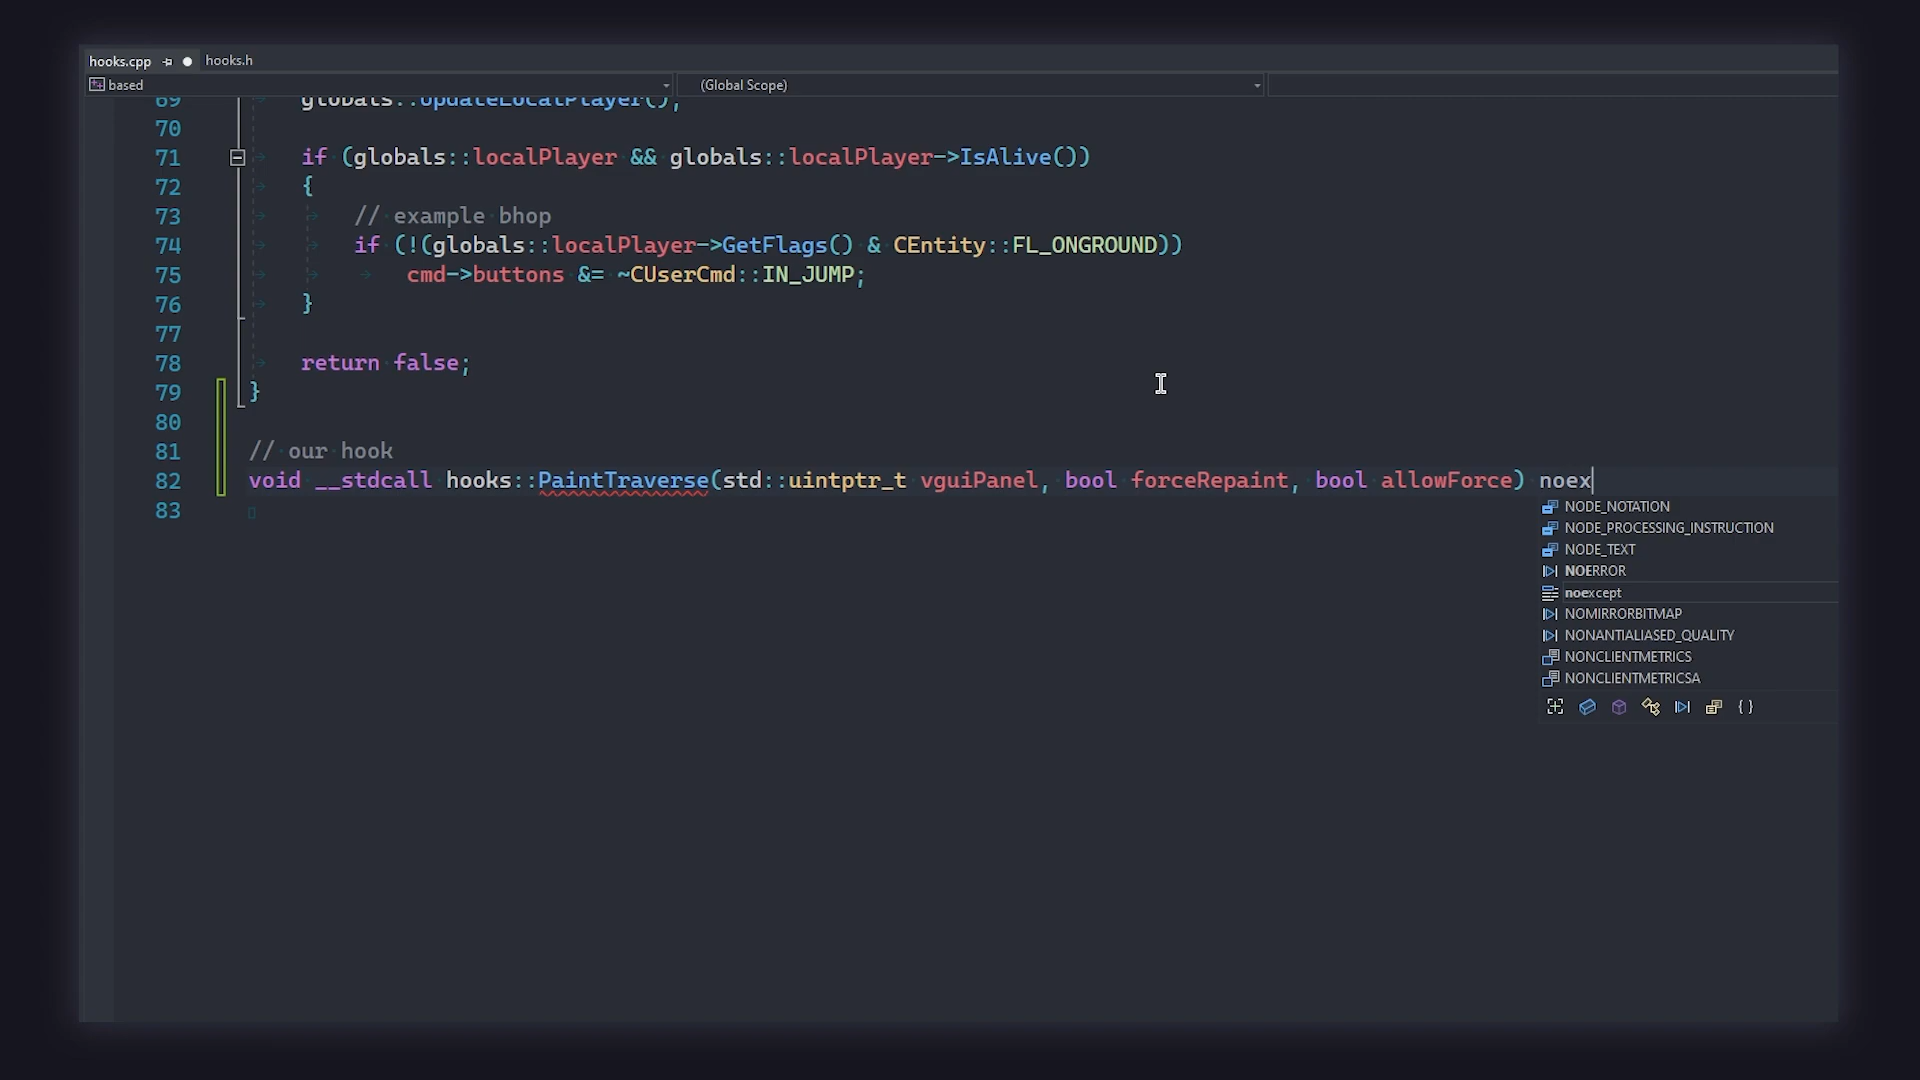 hooks.cpp hooks.h
based (Global Scope)
69 globals::UpdateLocalPlayer();
70
71 if (globals::localPlayer && globals::localPlayer->IsAlive())
72 {
73 // example bhop
74 if (!(globals::localPlayer->GetFlags() & CEntity::FL_ONGROUND))
75 cmd->buttons &= ~CUserCmd::IN_JUMP;
76 }
77
78 return false;
79 }
80
81 // our hook
82 void __stdcall hooks::PaintTraverse(std::uintptr_t vguiPanel, bool forceRepaint, bool allowForce) noex
83
NODE_NOTATION
NODE_PROCESSING_INSTRUCTION
NODE_TEXT
NOERROR
noexcept
NOMIRRORBITMAP
NONANTIALIASED_QUALITY
NONCLIENTMETRICS
NONCLIENTMETRICSA
{ }